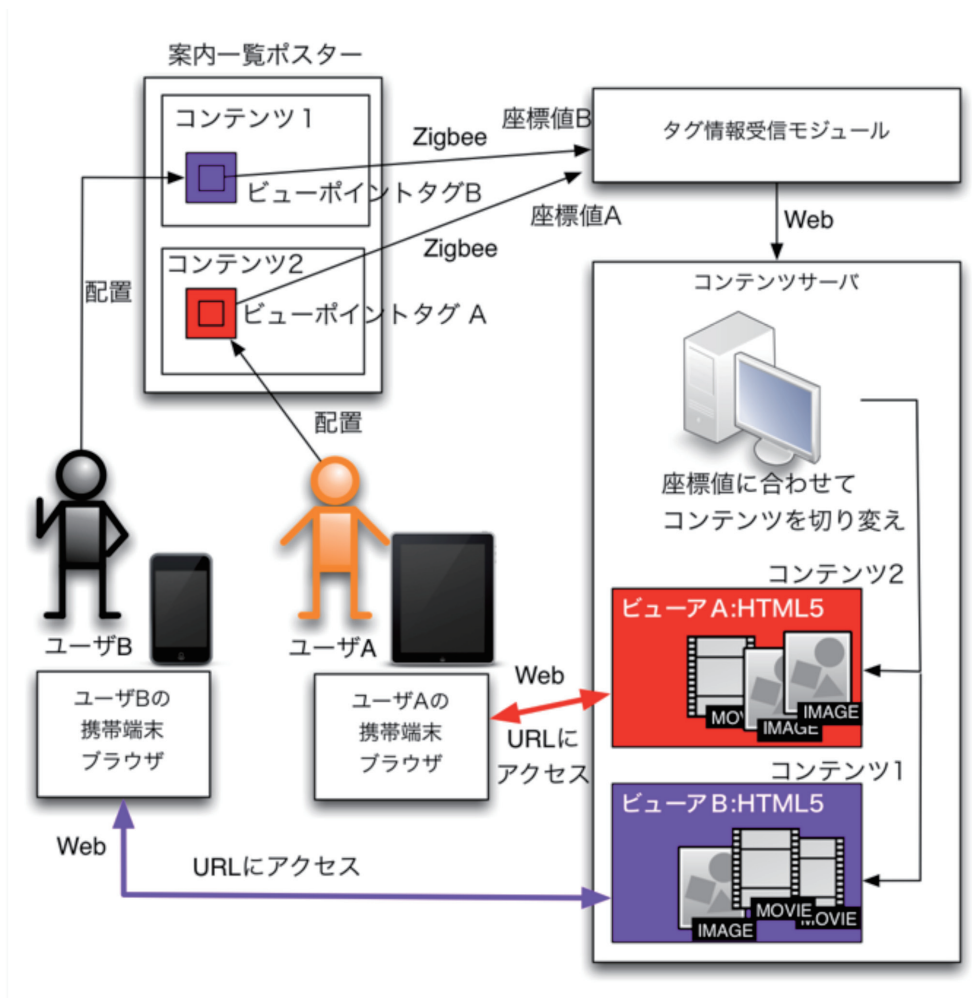 案内一覧ポスター
コンテンツ1
ビューポイントタグB
コンテンツ2
ビューポイントタグ A
Zigbee
座標値B
座標値A
Zigbee
タグ情報受信モジュール
Web
配置
配置
コンテンツサーバ
座標値に合わせて
コンテンツを切り変え
ユーザB
ユーザA
ユーザBの
携帯端末
ブラウザ
ユーザAの
携帯端末
ブラウザ
Web
URLに
アクセス
コンテンツ2
ビューアA:HTML5
IMAGE
IMAGE
コンテンツ1
ビューアB:HTML5
IMAGE
MOVIE
Web
URLにアクセス